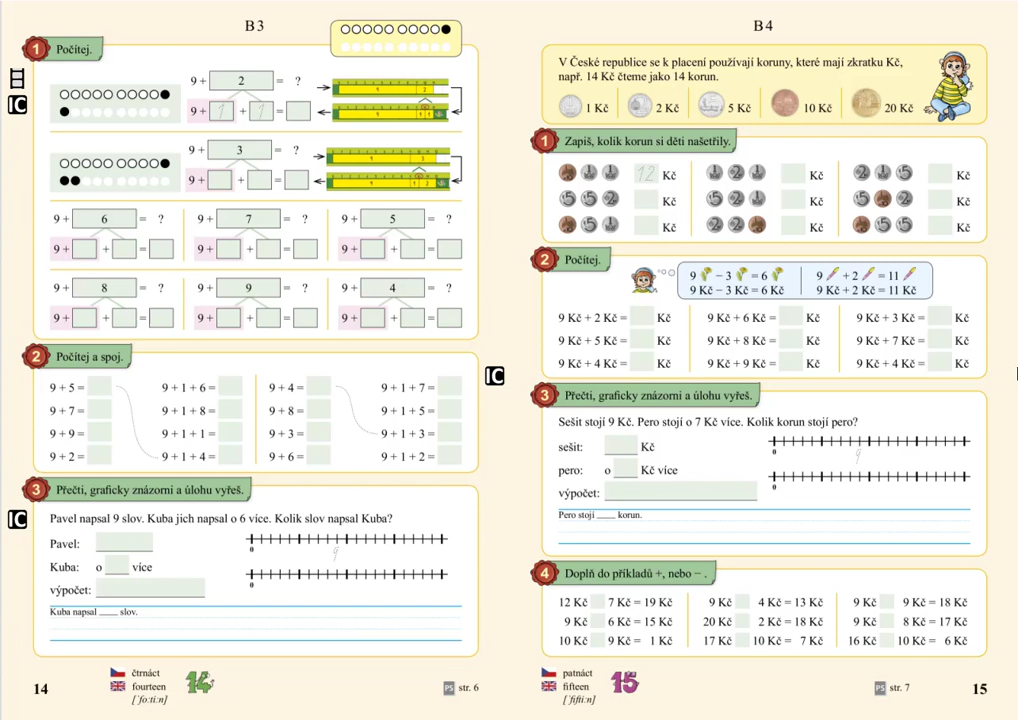 B 3
1 Počítej.
9 + 2 = ?
9 + 1 + 1 =
9 + 3 = ?
9 + + =
9 + 6 = ? 9 + 7 = ? 9 + 5 = ?
9 + + = 9 + + = 9 + + =
9 + 8 = ? 9 + 9 = ? 9 + 4 = ?
9 + + = 9 + + = 9 + + =
2 Počítej a spoj.
9 + 5 = 9 + 1 + 6 = 9 + 4 = 9 + 1 + 7 =
9 + 7 = 9 + 1 + 8 = 9 + 8 = 9 + 1 + 5 =
9 + 9 = 9 + 1 + 1 = 9 + 3 = 9 + 1 + 3 =
9 + 2 = 9 + 1 + 4 = 9 + 6 = 9 + 1 + 2 =
3 Přečti, graficky znázorni a úlohu vyřeš.
Pavel napsal 9 slov. Kuba jich napsal o 6 více. Kolik slov napsal Kuba?
Pavel:
0 9
Kuba: o více
0
výpočet:
Kuba napsal ____ slov.
14
čtrnáct
fourteen
[ˈfoːtiːn]
14
PS str. 6
B 4
V České republice se k placení používají koruny, které mají zkratku Kč,
např. 14 Kč čteme jako 14 korun.
1 Kč 2 Kč 5 Kč 10 Kč 20 Kč
1 Zapiš, kolik korun si děti našetřily.
12 Kč Kč Kč
Kč Kč Kč
Kč Kč Kč
2 Počítej.
9 − 3 = 6 9 + 2 = 11
9 Kč − 3 Kč = 6 Kč 9 Kč + 2 Kč = 11 Kč
9 Kč + 2 Kč = Kč 9 Kč + 6 Kč = Kč 9 Kč + 3 Kč = Kč
9 Kč + 5 Kč = Kč 9 Kč + 8 Kč = Kč 9 Kč + 7 Kč = Kč
9 Kč + 4 Kč = Kč 9 Kč + 9 Kč = Kč 9 Kč + 4 Kč = Kč
3 Přečti, graficky znázorni a úlohu vyřeš.
Sešit stojí 9 Kč. Pero stojí o 7 Kč více. Kolik korun stojí pero?
sešit: Kč
0 9
pero: o Kč více
0
výpočet:
Pero stojí ____ korun.
4 Doplň do příkladů +, nebo − .
12 Kč 7 Kč = 19 Kč 9 Kč 4 Kč = 13 Kč 9 Kč 9 Kč = 18 Kč
9 Kč 6 Kč = 15 Kč 20 Kč 2 Kč = 18 Kč 9 Kč 8 Kč = 17 Kč
10 Kč 9 Kč = 1 Kč 17 Kč 10 Kč = 7 Kč 16 Kč 10 Kč = 6 Kč
patnáct
fifteen
[ˈfiftiːn]
15
PS str. 7
15